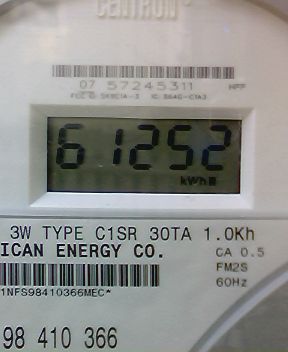 CENTRON®
07 57245311
61252
kWh
3W TYPE C1SR 30TA 1.0Kh
ICAN ENERGY CO.
CA 0.5
FM2S
60Hz
1NFS98410366MEC*
98 410 366